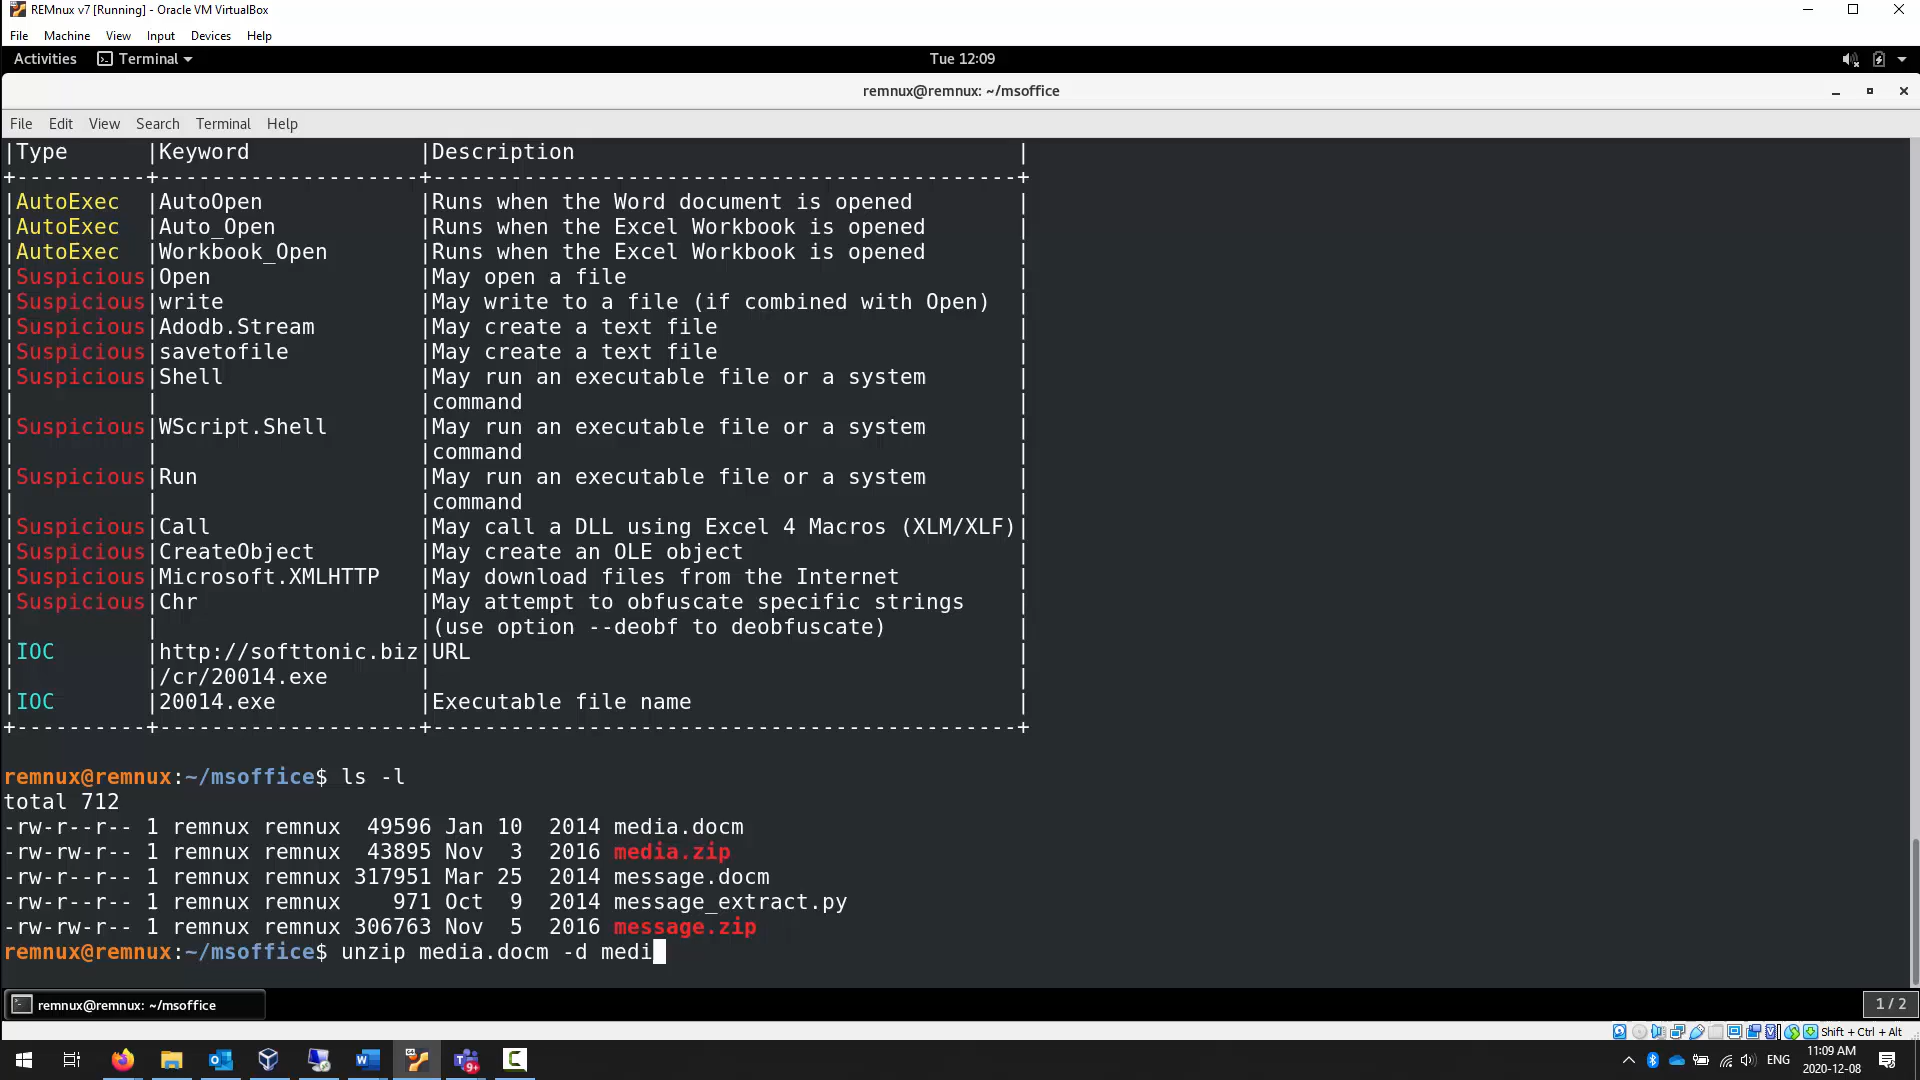 REMnux v7 [Running] - Oracle VM VirtualBox
File Machine View Input Devices Help
Activities Terminal Tue 12:09
remnux@remnux: ~/msoffice
File Edit View Search Terminal Help
|Type |Keyword |Description |
+----------+--------------------+---------------------------------------------+
|AutoExec |AutoOpen |Runs when the Word document is opened |
|AutoExec |Auto_Open |Runs when the Excel Workbook is opened |
|AutoExec |Workbook_Open |Runs when the Excel Workbook is opened |
|Suspicious|Open |May open a file |
|Suspicious|write |May write to a file (if combined with Open) |
|Suspicious|Adodb.Stream |May create a text file |
|Suspicious|savetofile |May create a text file |
|Suspicious|Shell |May run an executable file or a system |
| | |command |
|Suspicious|WScript.Shell |May run an executable file or a system |
| | |command |
|Suspicious|Run |May run an executable file or a system |
| | |command |
|Suspicious|Call |May call a DLL using Excel 4 Macros (XLM/XLF)|
|Suspicious|CreateObject |May create an OLE object |
|Suspicious|Microsoft.XMLHTTP |May download files from the Internet |
|Suspicious|Chr |May attempt to obfuscate specific strings |
| | |(use option --deobf to deobfuscate) |
|IOC |http://softtonic.biz|URL |
| |/cr/20014.exe | |
|IOC |20014.exe |Executable file name |
+----------+--------------------+---------------------------------------------+
remnux@remnux:~/msoffice$ ls -l
total 712
-rw-r--r-- 1 remnux remnux 49596 Jan 10 2014 media.docm
-rw-rw-r-- 1 remnux remnux 43895 Nov 3 2016 media.zip
-rw-r--r-- 1 remnux remnux 317951 Mar 25 2014 message.docm
-rw-r--r-- 1 remnux remnux 971 Oct 9 2014 message_extract.py
-rw-rw-r-- 1 remnux remnux 306763 Nov 5 2016 message.zip
remnux@remnux:~/msoffice$ unzip media.docm -d medi
remnux@remnux: ~/msoffice 1 / 2
Shift + Ctrl + Alt
9+
ENG
11:09 AM
2020-12-08